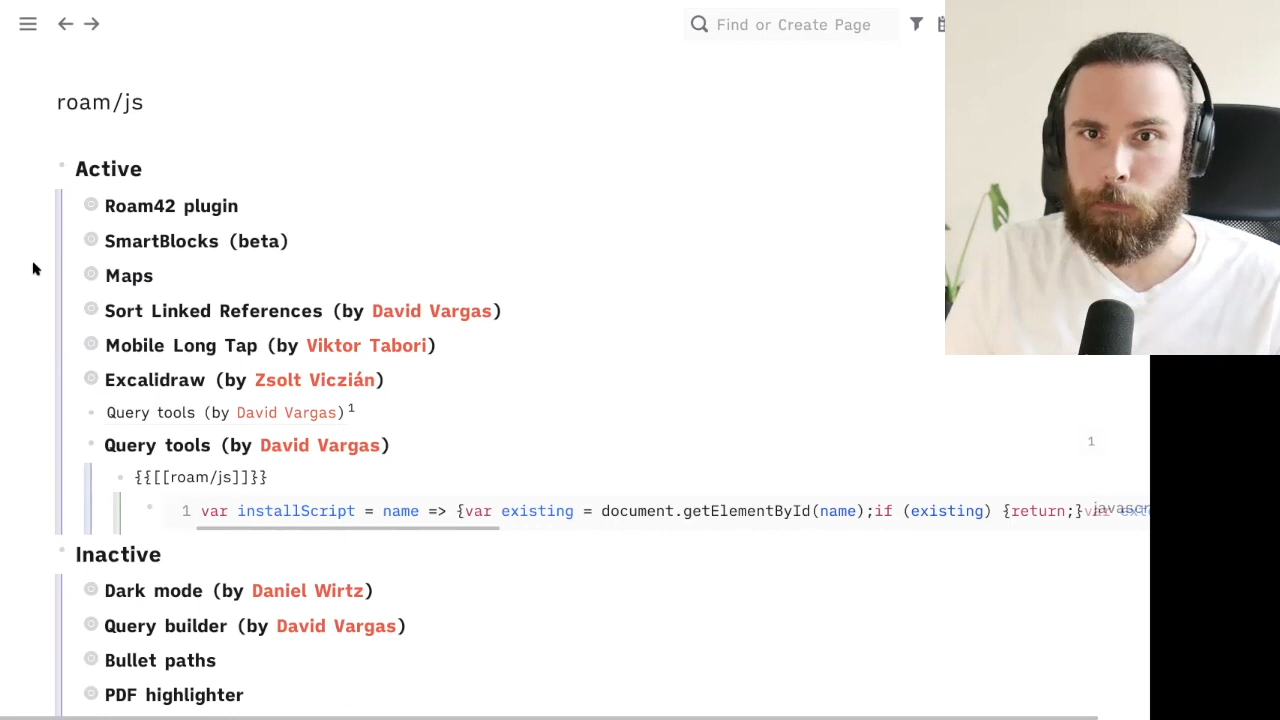 Find or Create Page
roam/js
Active
Roam42 plugin
SmartBlocks (beta)
Maps
Sort Linked References (by David Vargas)
Mobile Long Tap (by Viktor Tabori)
Excalidraw (by Zsolt Viczián)
Query tools (by David Vargas)1
Query tools (by David Vargas)
1
{{[[roam/js]]}}
1 var installScript = name => {var existing = document.getElementById(name);if (existing) {return;}var
Inactive
Dark mode (by Daniel Wirtz)
Query builder (by David Vargas)
Bullet paths
PDF highlighter